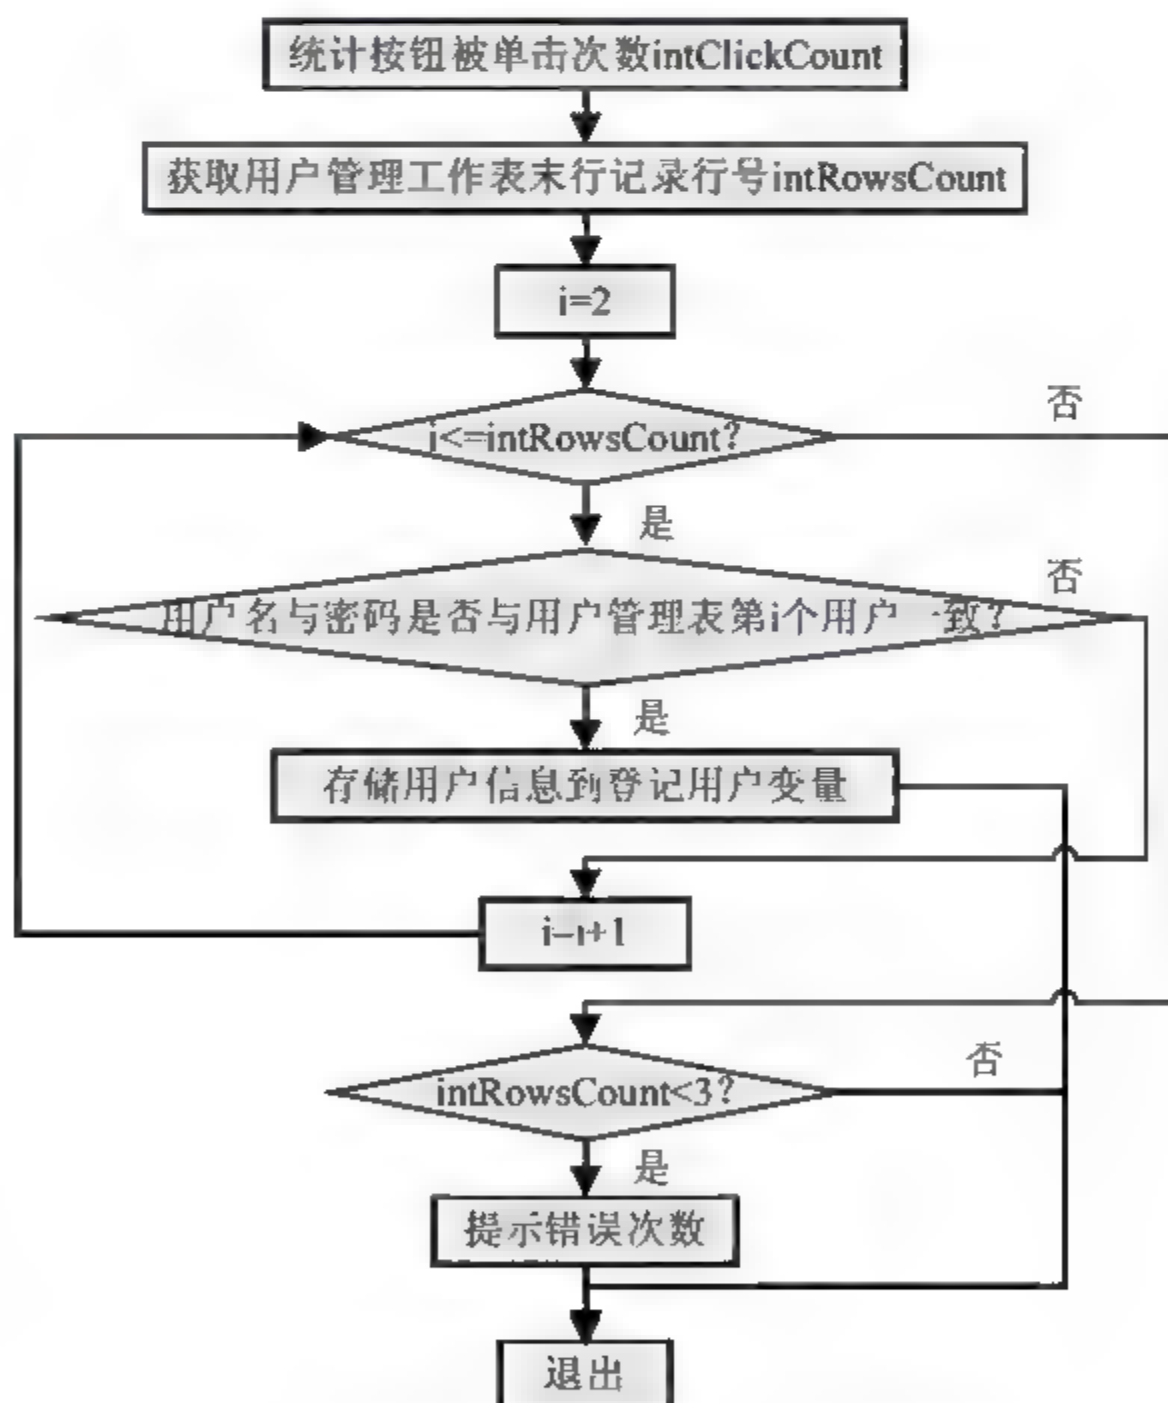 统计按钮被单击次数intClickCount
获取用户管理工作表末行记录行号intRowsCount
i=2
i<=intRowsCount?
否
是
用户名与密码是否与用户管理表第i个用户一致?
否
是
存储用户信息到登记用户变量
i=i+1
intRowsCount<3?
否
是
提示错误次数
退出